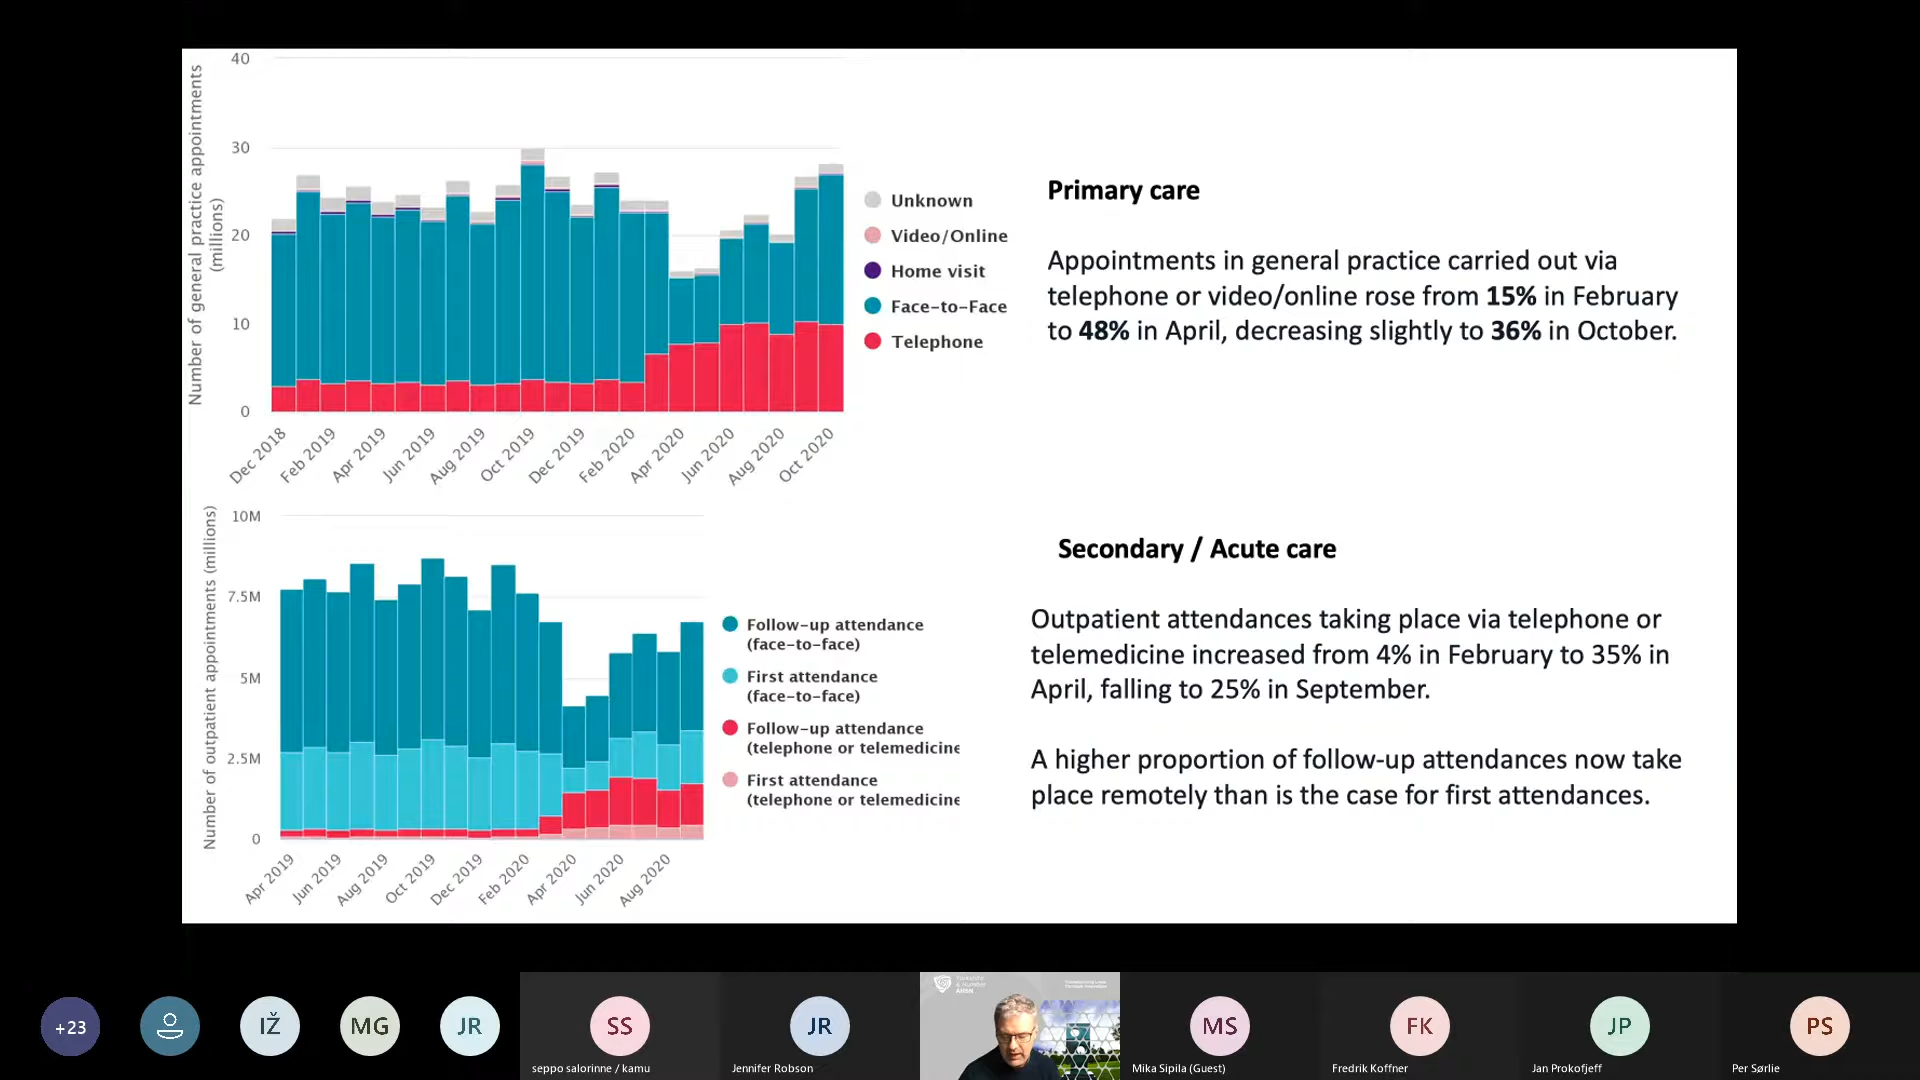 40
30
20
10
0
Number of general practice appointments
(millions)
Dec 2018
Feb 2019
Apr 2019
Jun 2019
Aug 2019
Oct 2019
Dec 2019
Feb 2020
Apr 2020
Jun 2020
Aug 2020
Oct 2020
Unknown
Video/Online
Home visit
Face-to-Face
Telephone
Primary care
Appointments in general practice carried out via
telephone or video/online rose from 15% in February
to 48% in April, decreasing slightly to 36% in October.
10M
7.5M
5M
2.5M
0
Number of outpatient appointments (millions)
Apr 2019
Jun 2019
Aug 2019
Oct 2019
Dec 2019
Feb 2020
Apr 2020
Jun 2020
Aug 2020
Follow-up attendance
(face-to-face)
First attendance
(face-to-face)
Follow-up attendance
(telephone or telemedicine
First attendance
(telephone or telemedicine
Secondary / Acute care
Outpatient attendances taking place via telephone or
telemedicine increased from 4% in February to 35% in
April, falling to 25% in September.
A higher proportion of follow-up attendances now take
place remotely than is the case for first attendances.
+23
IŽ
MG
JR
SS
seppo salorinne / kamu
JR
Jennifer Robson
MS
Mika Sipila (Guest)
FK
Fredrik Koffner
JP
Jan Prokofjeff
PS
Per Sørlie